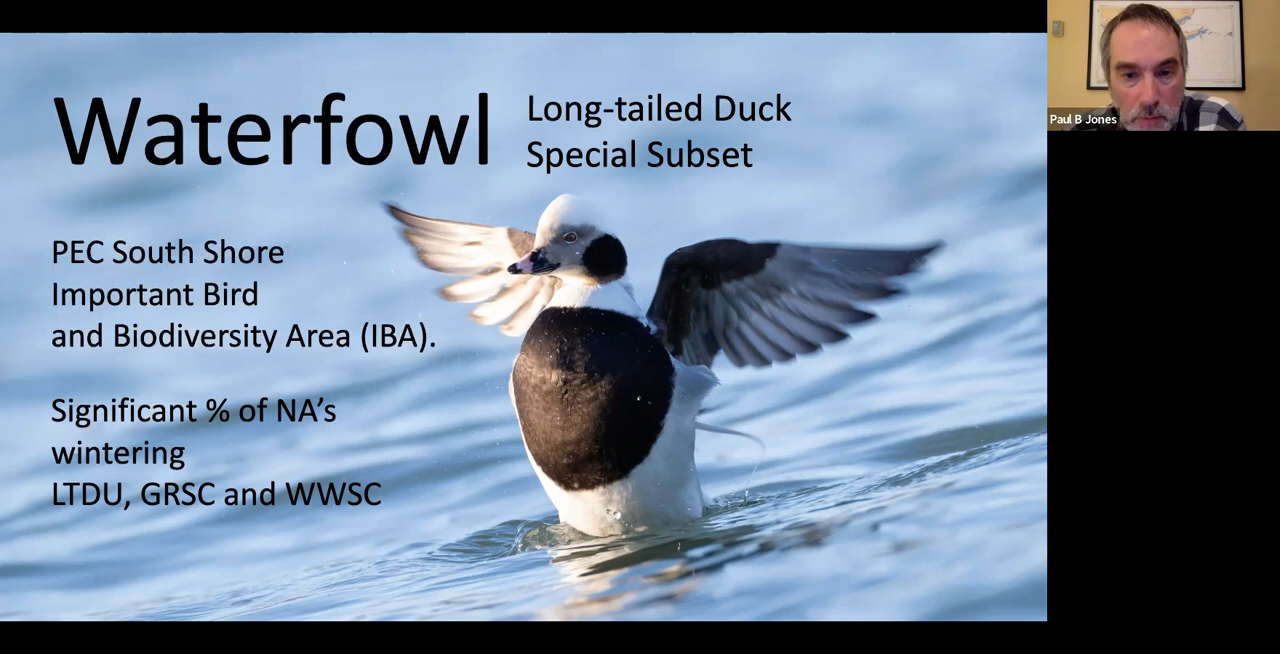 Waterfowl
Long-tailed Duck
Special Subset
PEC South Shore
Important Bird
and Biodiversity Area (IBA).
Significant % of NA's
wintering
LTDU, GRSC and WWSC
Paul B Jones